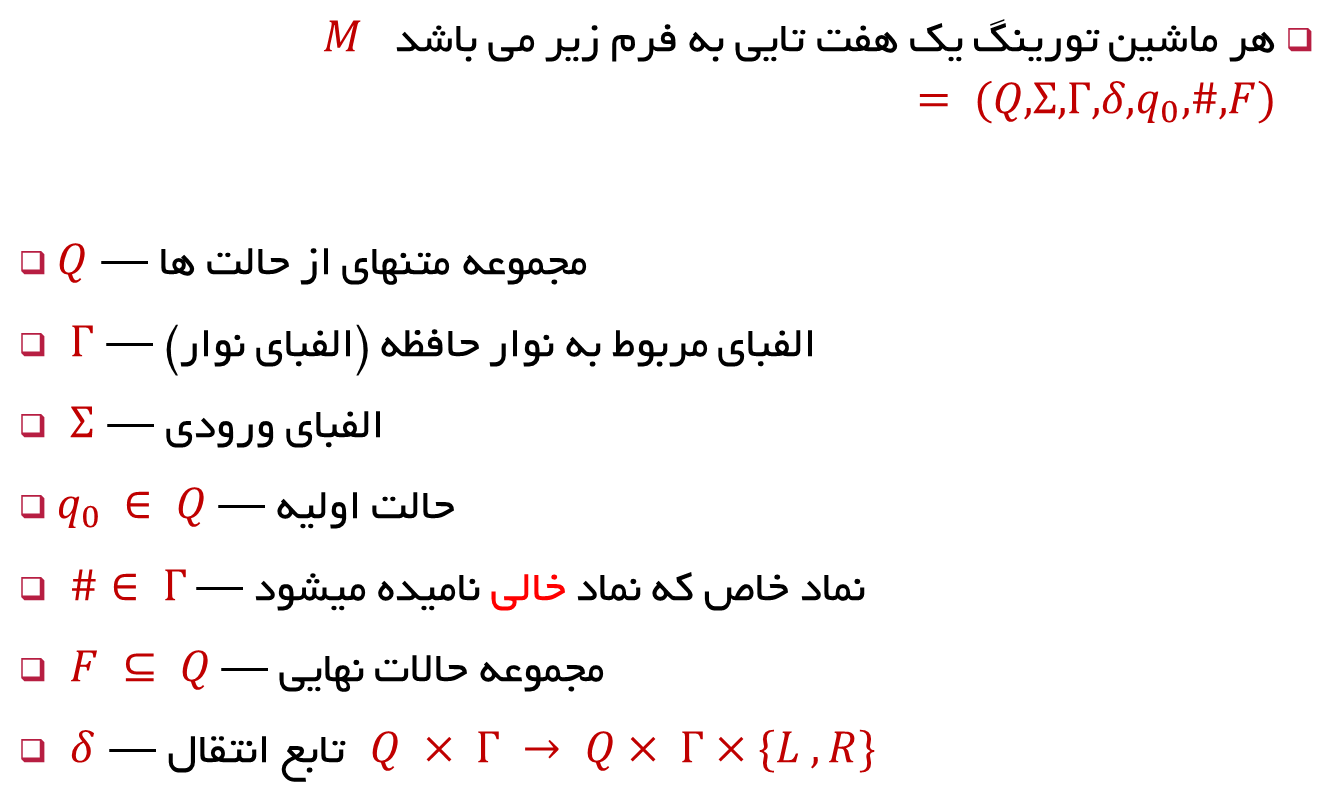 ❑ هر ماشین تورینگ یک هفت تایی به فرم زیر می باشد M
= (Q,Σ,Γ,δ,q₀,#,F)
❑ Q — مجموعه متنهای از حالت ها
❑ Γ — الفبای مربوط به نوار حافظه (الفبای نوار)
❑ Σ — الفبای ورودی
❑ q₀ ∈ Q — حالت اولیه
❑ # ∈ Γ — نماد خاص که نماد خالی نامیده میشود
❑ F ⊆ Q — مجموعه حالات نهایی
❑ δ — تابع انتقال Q × Γ → Q × Γ × {L , R}